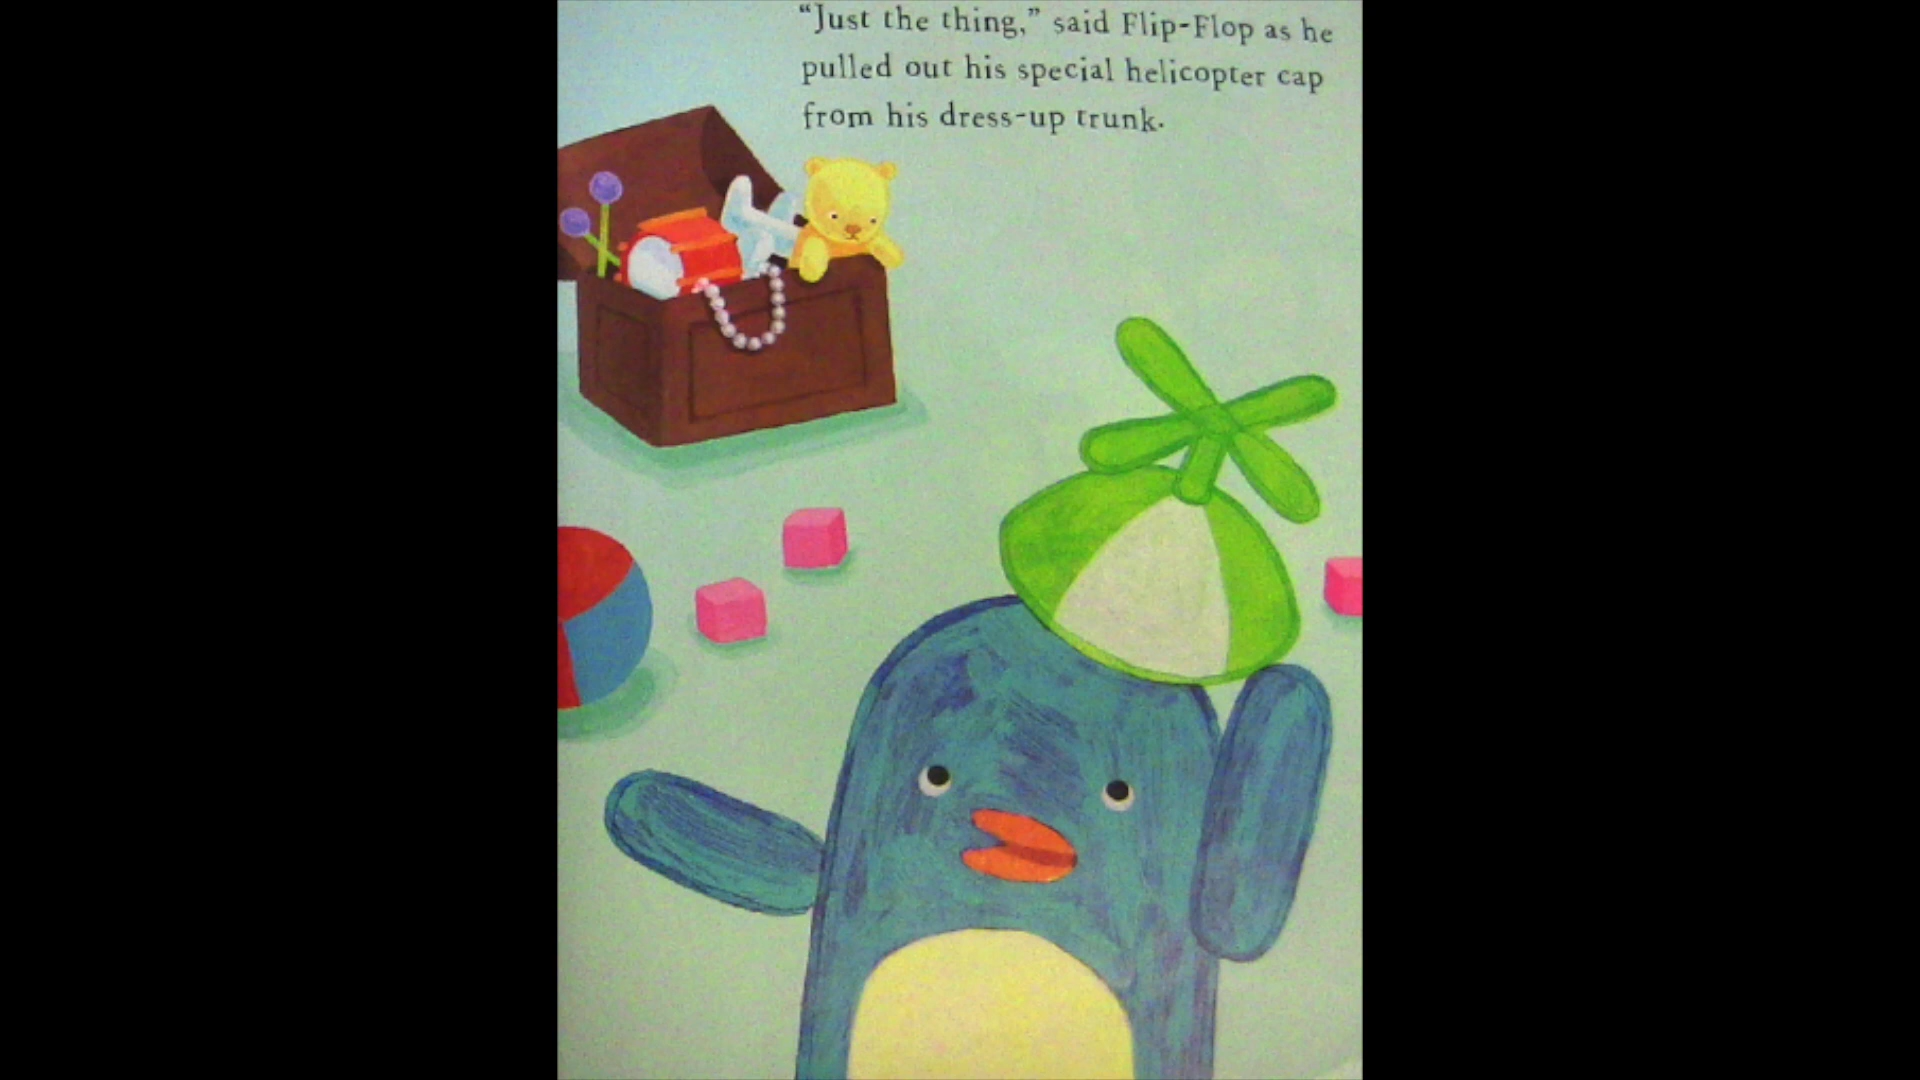 “Just the thing,” said Flip-Flop as he
pulled out his special helicopter cap
from his dress-up trunk.